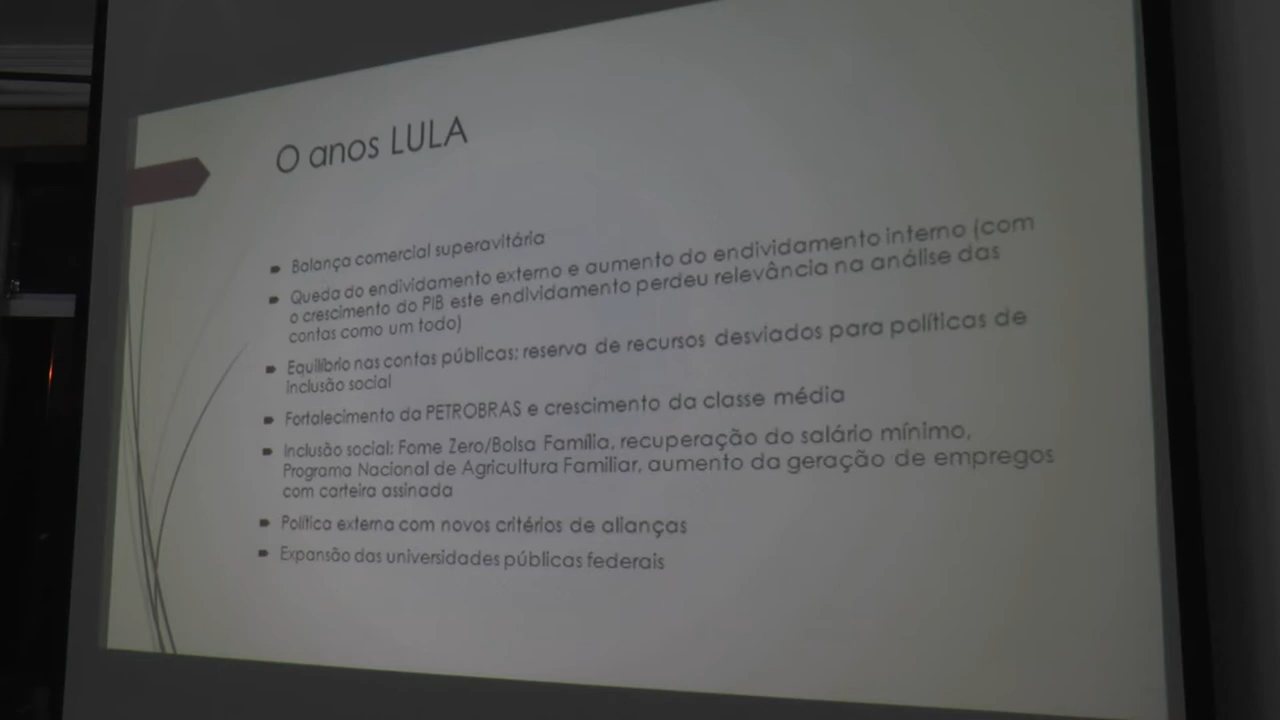 O anos LULA
Balança comercial superavitária
Queda do endividamento externo e aumento do endividamento interno (com
o crescimento do PIB este endividamento perdeu relevância na análise das
contas como um todo)
Equilíbrio nas contas públicas; reserva de recursos desviados para políticas de
inclusão social
Fortalecimento da PETROBRAS e crescimento da classe média
Inclusão social: Fome Zero/Bolsa Família, recuperação do salário mínimo,
Programa Nacional de Agricultura Familiar, aumento da geração de empregos
com carteira assinada
Política externa com novos critérios de alianças
Expansão das universidades públicas federais